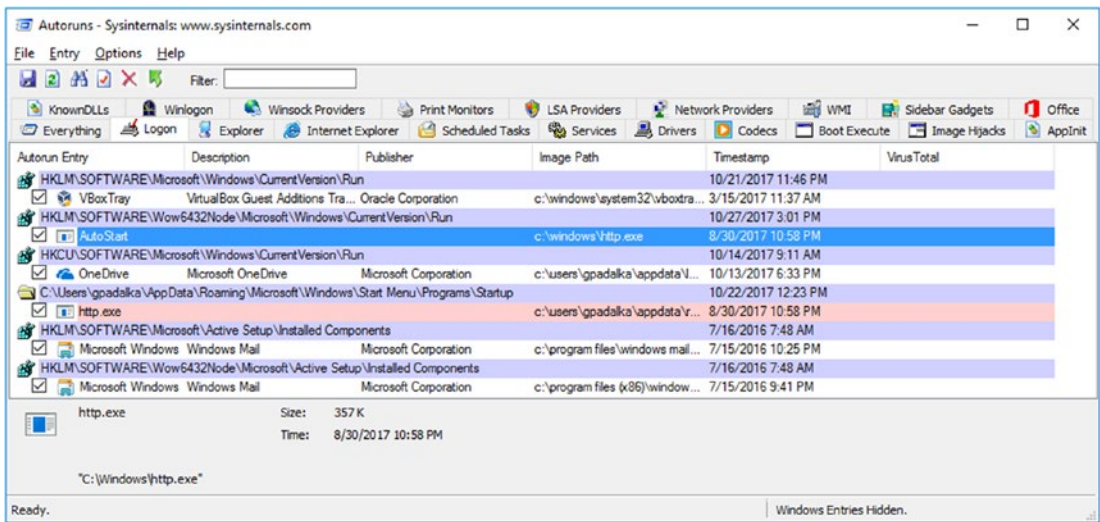 Autoruns - Sysinternals: www.sysinternals.com
File Entry Options Help
Filter:
KnownDLLs Winlogon Winsock Providers Print Monitors LSA Providers Network Providers WMI Sidebar Gadgets Office
Everything Logon Explorer Internet Explorer Scheduled Tasks Services Drivers Codecs Boot Execute Image Hijacks AppInit
Autorun Entry Description Publisher Image Path Timestamp VirusTotal
HKLM\SOFTWARE\Microsoft\Windows\CurrentVersion\Run 10/21/2017 11:46 PM
VBoxTray VirtualBox Guest Additions Tra... Oracle Corporation c:\windows\system32\vboxtra... 3/15/2017 11:37 AM
HKLM\SOFTWARE\Wow6432Node\Microsoft\Windows\CurrentVersion\Run 10/27/2017 3:01 PM
AutoStart c:\windows\http.exe 8/30/2017 10:58 PM
HKCU\SOFTWARE\Microsoft\Windows\CurrentVersion\Run 10/14/2017 9:11 AM
OneDrive Microsoft OneDrive Microsoft Corporation c:\users\gpadalka\appdata\l... 10/13/2017 6:33 PM
C:\Users\gpadalka\AppData\Roaming\Microsoft\Windows\Start Menu\Programs\Startup 10/22/2017 12:23 PM
http.exe c:\users\gpadalka\appdata\r... 8/30/2017 10:58 PM
HKLM\SOFTWARE\Microsoft\Active Setup\Installed Components 7/16/2016 7:48 AM
Microsoft Windows Windows Mail Microsoft Corporation c:\program files\windows mail... 7/15/2016 10:25 PM
HKLM\SOFTWARE\Wow6432Node\Microsoft\Active Setup\Installed Components 7/16/2016 7:48 AM
Microsoft Windows Windows Mail Microsoft Corporation c:\program files (x86)\window... 7/15/2016 9:41 PM
http.exe Size: 357 K
Time: 8/30/2017 10:58 PM
"C:\Windows\http.exe"
Ready. Windows Entries Hidden.